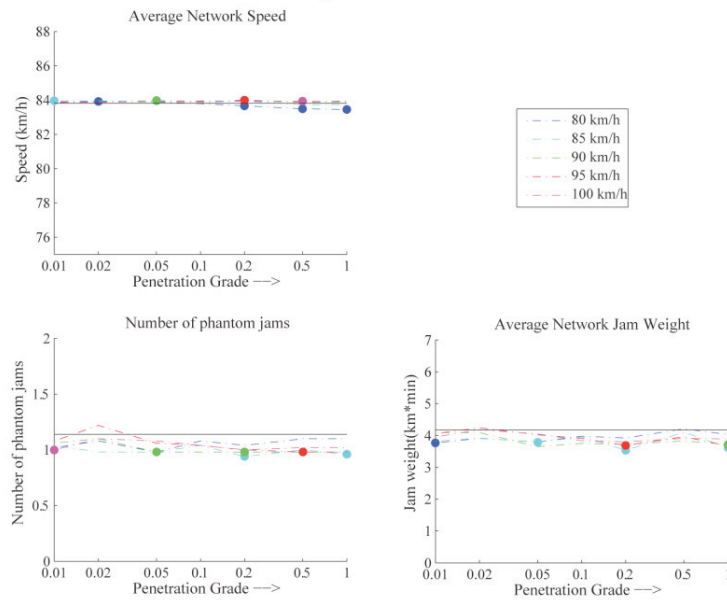 Average Network Speed
88
86
84
82
80
78
76
Speed (km/h)
0.01 0.02 0.05 0.1 0.2 0.5 1
Penetration Grade —>
80 km/h
85 km/h
90 km/h
95 km/h
100 km/h
Number of phantom jams
2
1.5
1
0.5
0
Number of phantom jams
0.01 0.02 0.05 0.1 0.2 0.5 1
Penetration Grade —>
Average Network Jam Weight
7
6
5
4
3
2
1
0
Jam weight(km*min)
0.01 0.02 0.05 0.1 0.2 0.5 1
Penetration Grade —>